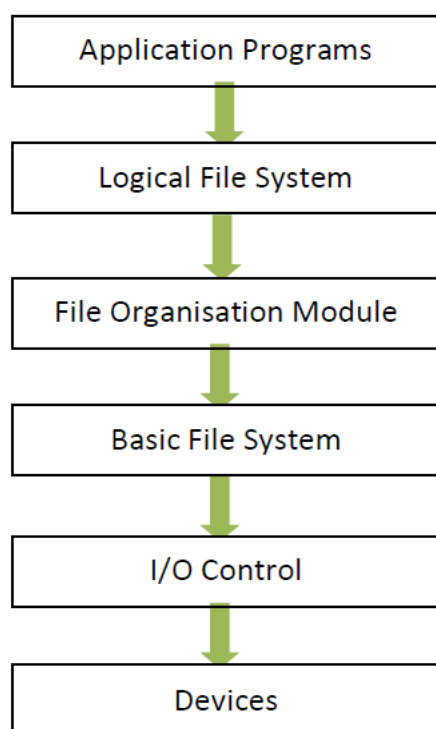 Application Programs
Logical File System
File Organisation Module
Basic File System
I/O Control
Devices